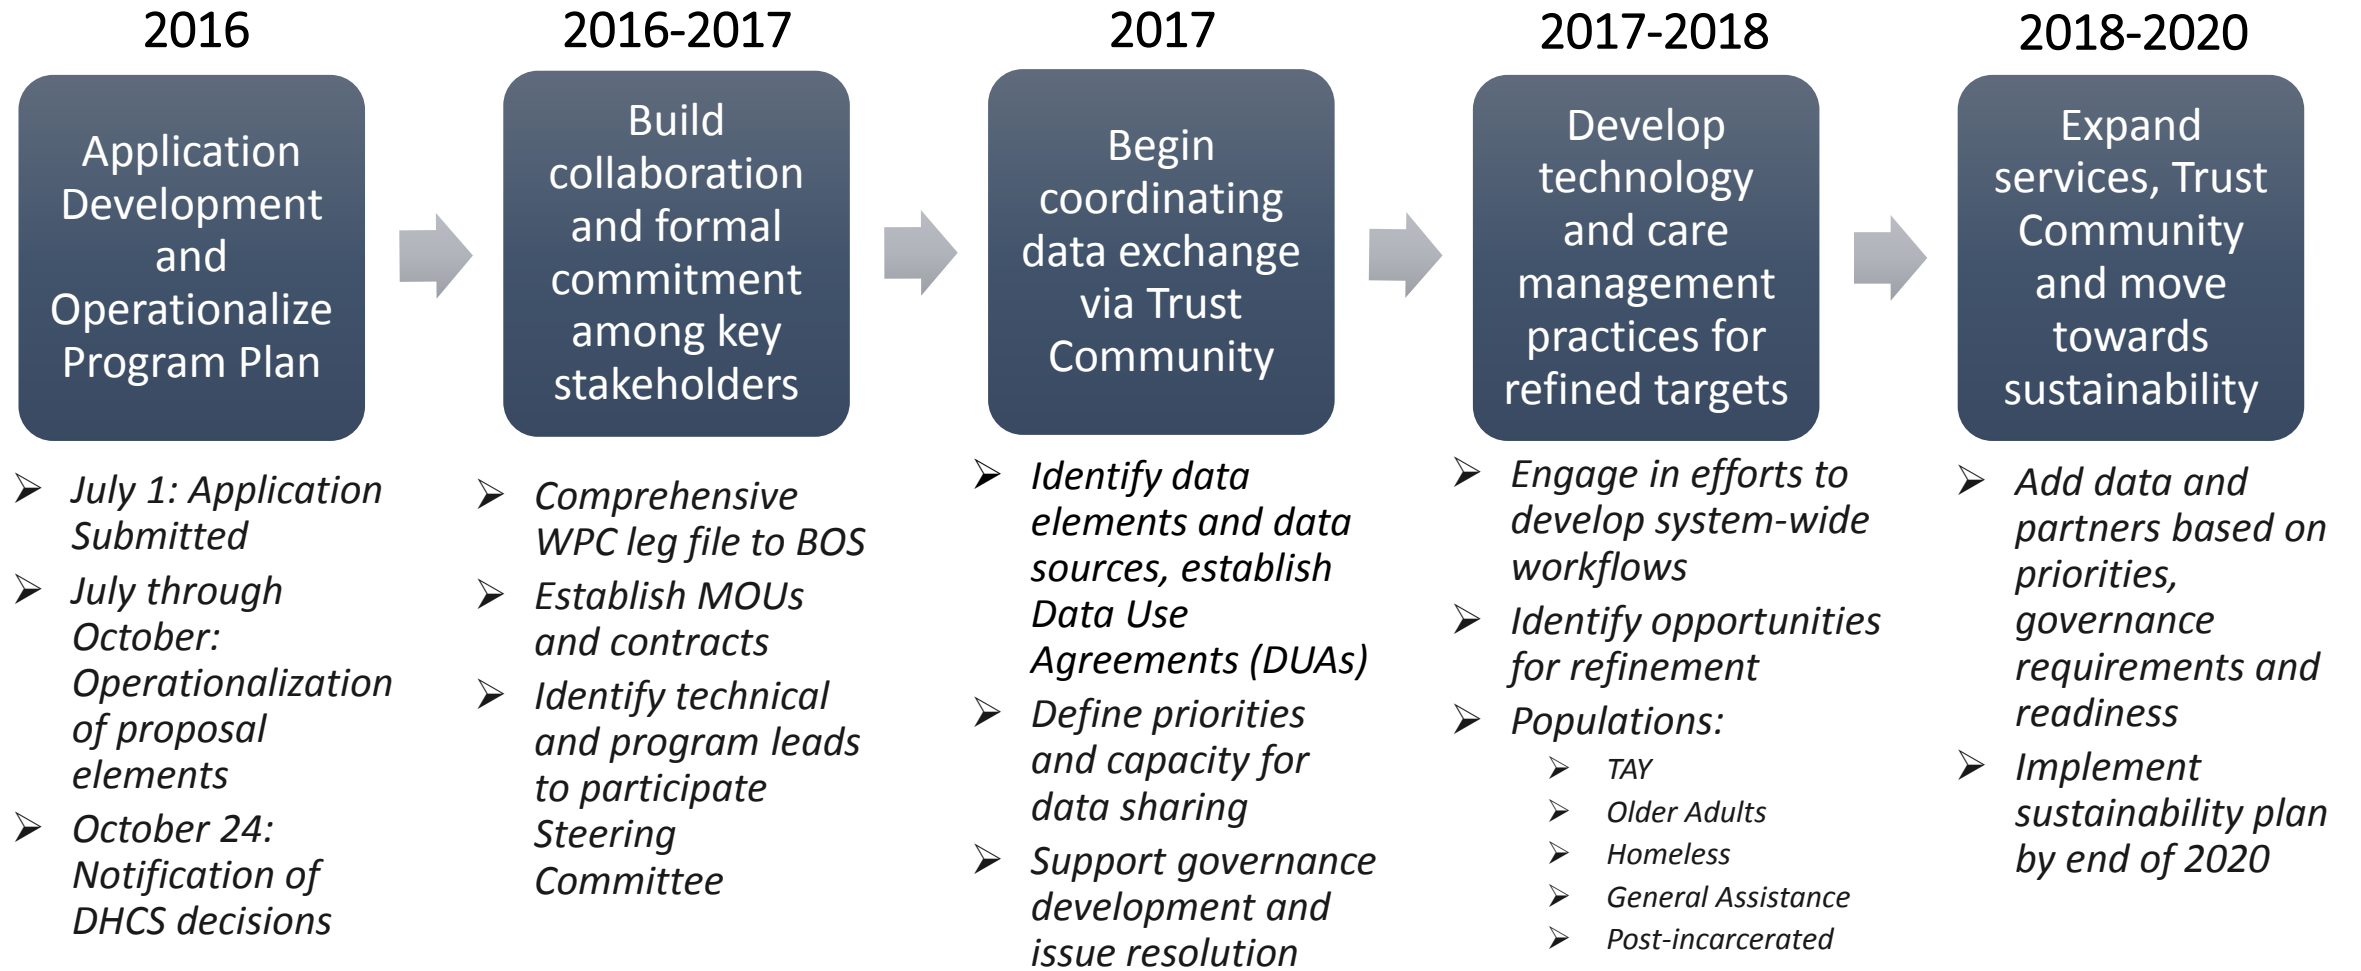 2016
Application
Development
and
Operationalize
Program Plan
➢ July 1: Application
Submitted
➢ July through
October:
Operationalization
of proposal
elements
➢ October 24:
Notification of
DHCS decisions
2016-2017
Build
collaboration
and formal
commitment
among key
stakeholders
➢ Comprehensive
WPC leg file to BOS
➢ Establish MOUs
and contracts
➢ Identify technical
and program leads
to participate
Steering
Committee
2017
Begin
coordinating
data exchange
via Trust
Community
➢ Identify data
elements and data
sources, establish
Data Use
Agreements (DUAs)
➢ Define priorities
and capacity for
data sharing
➢ Support governance
development and
issue resolution
2017-2018
Develop
technology
and care
management
practices for
refined targets
➢ Engage in efforts to
develop system-wide
workflows
➢ Identify opportunities
for refinement
➢ Populations:
➢ TAY
➢ Older Adults
➢ Homeless
➢ General Assistance
➢ Post-incarcerated
2018-2020
Expand
services, Trust
Community
and move
towards
sustainability
➢ Add data and
partners based on
priorities,
governance
requirements and
readiness
➢ Implement
sustainability plan
by end of 2020